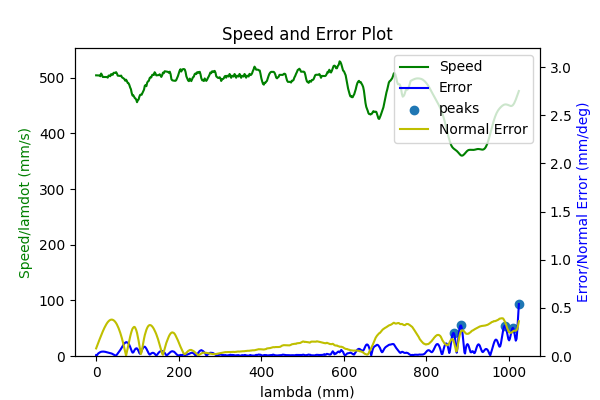 Speed and Error Plot
Speed/lamdot (mm/s)
500
400
300
200
100
0
Speed
Error
peaks
Normal Error
3.0
2.5
2.0
1.5
1.0
0.5
0.0
Error/Normal Error (mm/deg)
0 200 400 600 800 1000
lambda (mm)